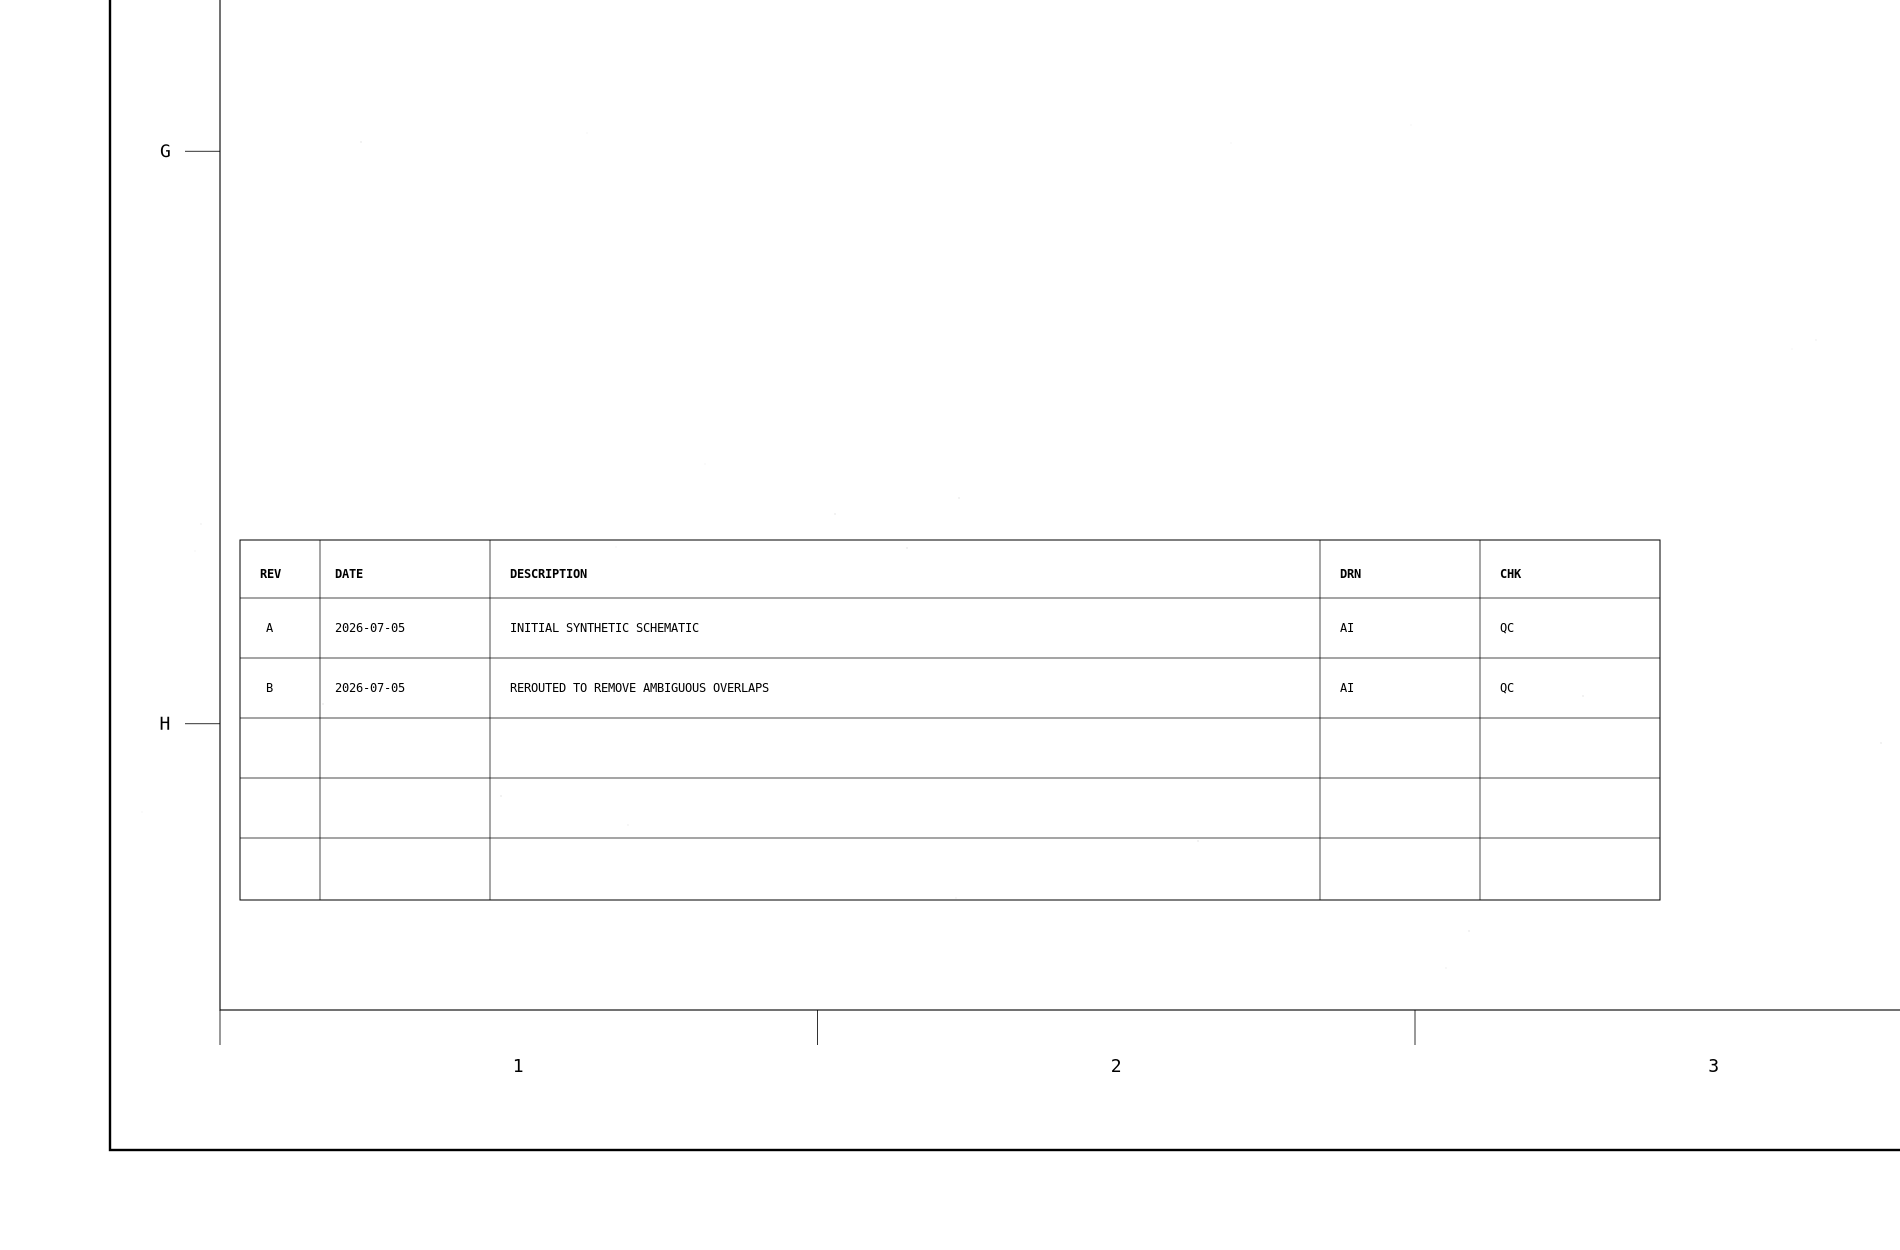 G
REV DATE DESCRIPTION DRN CHK
A 2026-07-05 INITIAL SYNTHETIC SCHEMATIC AI QC
B 2026-07-05 REROUTED TO REMOVE AMBIGUOUS OVERLAPS AI QC
H
1 2 3